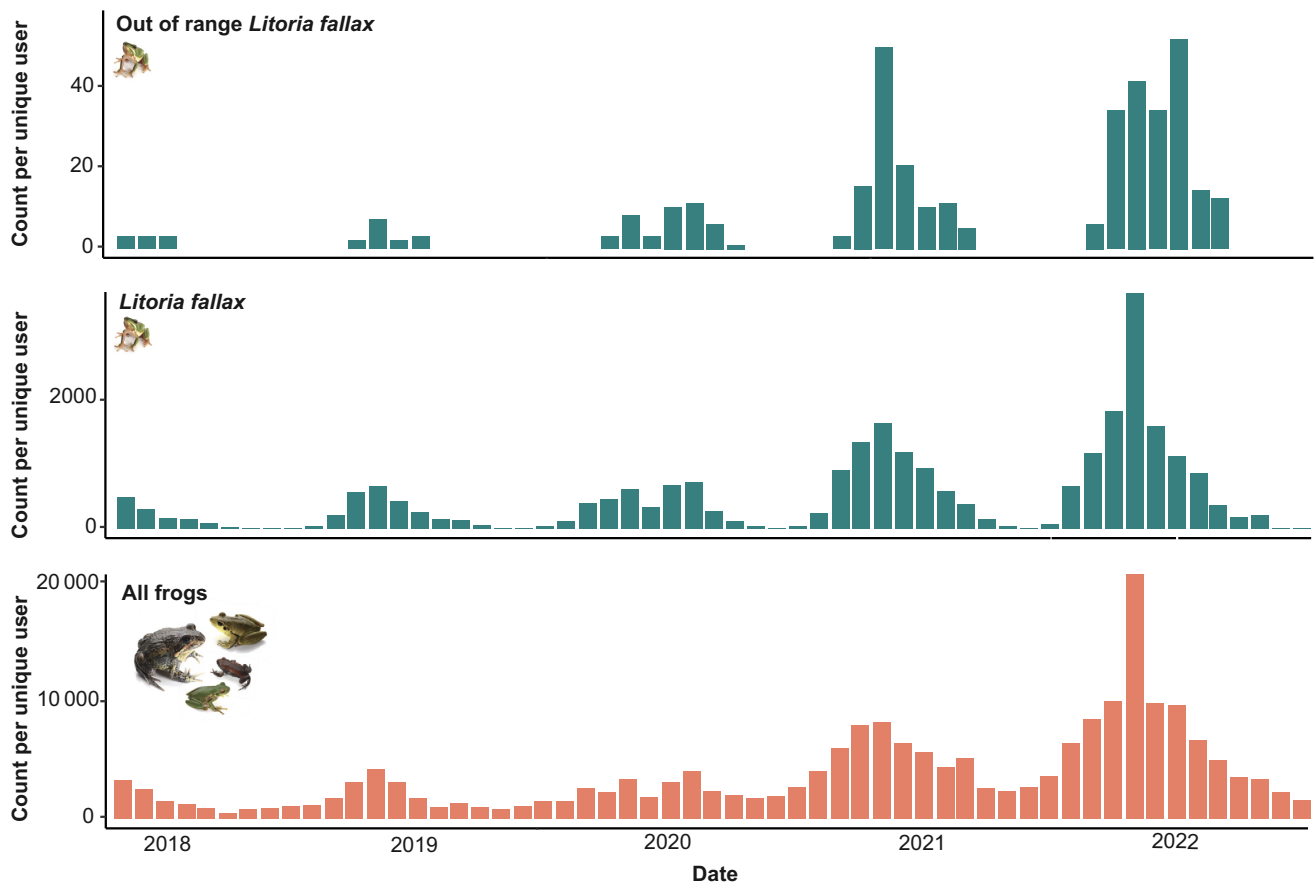 Out of range Litoria fallax
Count per unique user
40
20
0
Litoria fallax
Count per unique user
2000
0
All frogs
Count per unique user
20 000
10 000
0
2018 2019 2020 2021 2022
Date